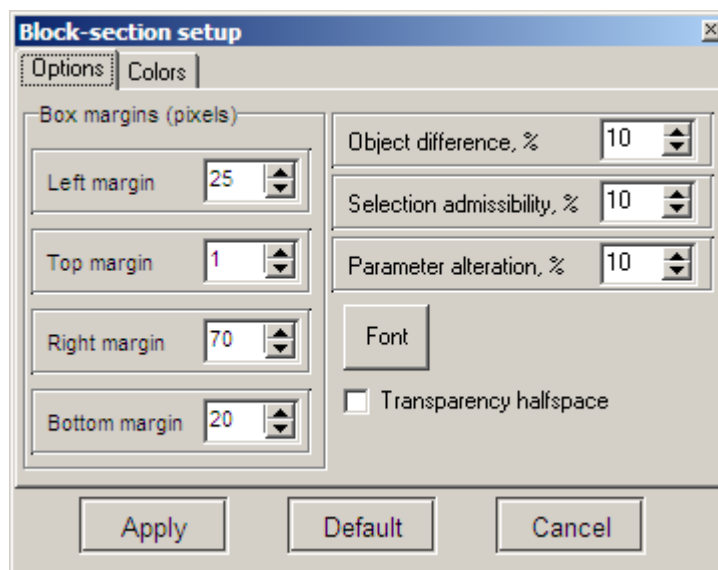 Block-section setup
Options Colors
Box margins (pixels)
Left margin 25
Top margin 1
Right margin 70
Bottom margin 20
Object difference, % 10
Selection admissibility, % 10
Parameter alteration, % 10
Font
Transparency halfspace
Apply Default Cancel